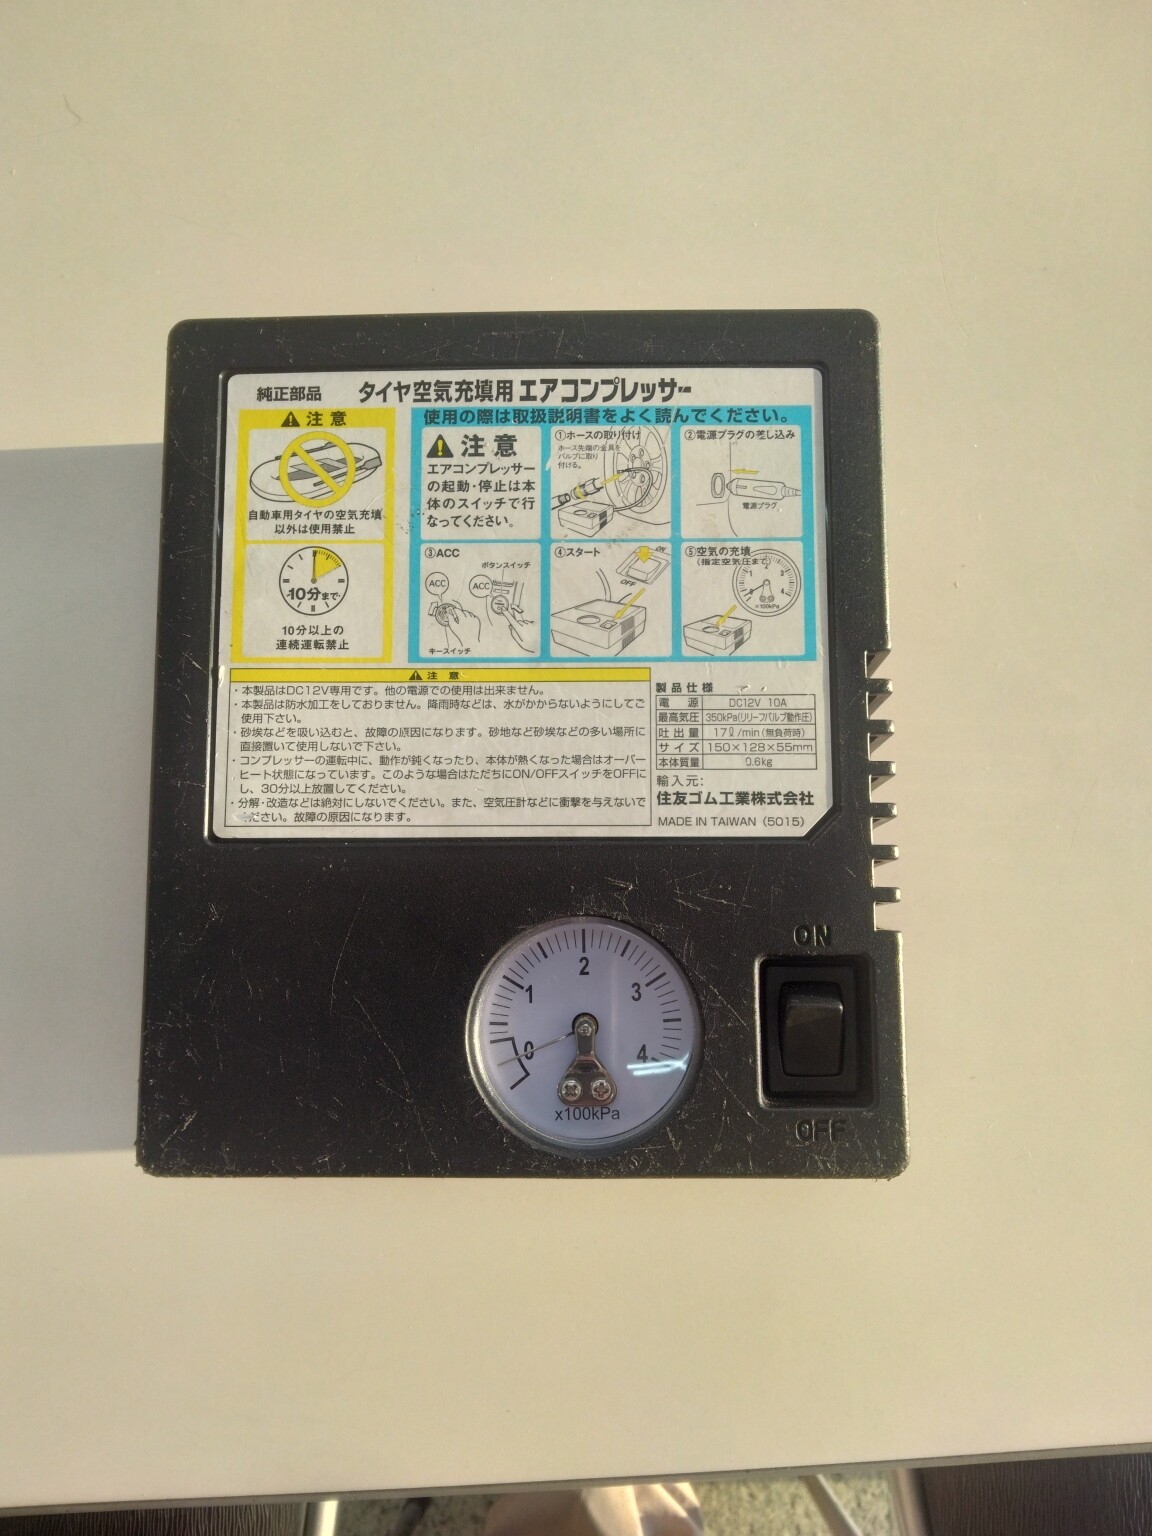 純正部品 タイヤ空気充填用 エアコンプレッサー
注意
自動車用タイヤの空気充填
以外は使用禁止
10分まで
10分以上の
連続運転禁止
使用の際は取扱説明書をよく読んでください。
注意
エアコンプレッサー
の起動・停止は本
体のスイッチで行
なってください。
①ホースの取り付け
ホース先端の金具を
バルブに取り
付ける。
②電源プラグの差し込み
電源プラグ
③ACC
ボタンスイッチ
ACC
ACC
キースイッチ
④スタート
ON
OFF
⑤空気の充填
(指定空気圧まで)
1 2 3 4
x100kPa
注意
・本製品はDC12V専用です。他の電源での使用は出来ません。
・本製品は防水加工をしておりません。降雨時などは、水がかからないようにしてご
使用下さい。
・砂埃などを吸い込むと、故障の原因になります。砂地など砂埃などの多い場所に
直接置いて使用しないで下さい。
・コンプレッサーの運転中に、動作が鈍くなったり、本体が熱くなった場合はオーバー
ヒート状態になっています。このような場合はただちにON/OFFスイッチをOFFに
し、30分以上放置してください。
・分解・改造などは絶対にしないでください。また、空気圧計などに衝撃を与えないで
ください。故障の原因になります。
製品仕様
電源 DC12V 10A
最高気圧 350kPa(リリーフバルブ動作圧)
吐出量 17ℓ/min(無負荷時)
サイズ 150×128×55mm
本体質量 0.6kg
輸入元:
住友ゴム工業株式会社
MADE IN TAIWAN (5015)
0 1 2 3 4
x100kPa
ON
OFF